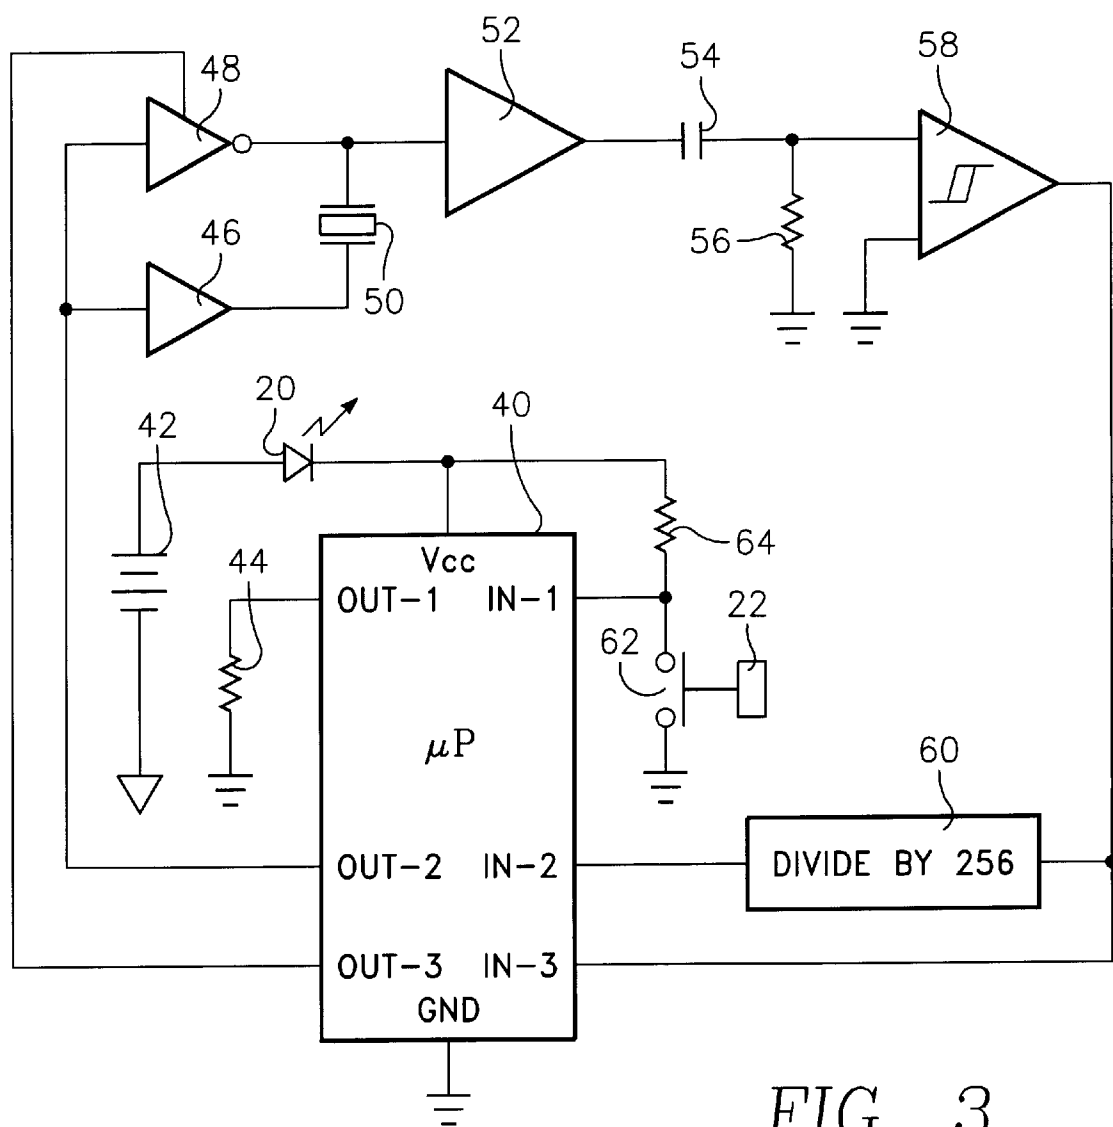 52
48
54
58
46
50
56
20
42
40
44
64
Vcc
OUT-1 IN-1
22
62
μP
60
OUT-2 IN-2
DIVIDE BY 256
OUT-3 IN-3
GND
FIG. 3